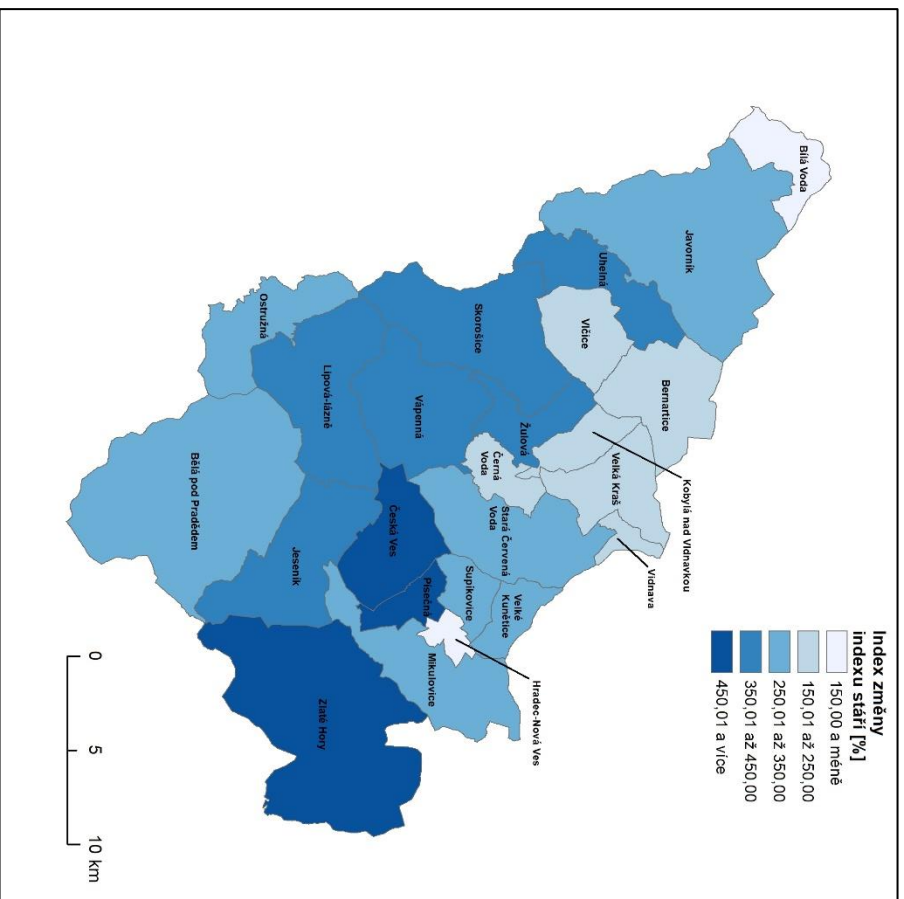 Index změny
indexu stáří [%]
150,00 a méně
150,01 až 250,00
250,01 až 350,00
350,01 až 450,00
450,01 a více
Bílá Voda
Javorník
Uhelná
Vlčice
Bernartice
Kobylá nad Vidnavkou
Velká Kraš
Vidnava
Skorošice
Žulová
Černá
Voda
Stará Červená
Voda
Vápenná
Ostružná
Lipová-lázně
Supíkovice
Velké
Kunětice
Česká Ves
Písečná
Hradec-Nová Ves
Bělá pod Pradědem
Jeseník
Mikulovice
Zlaté Hory
0
5
10 km